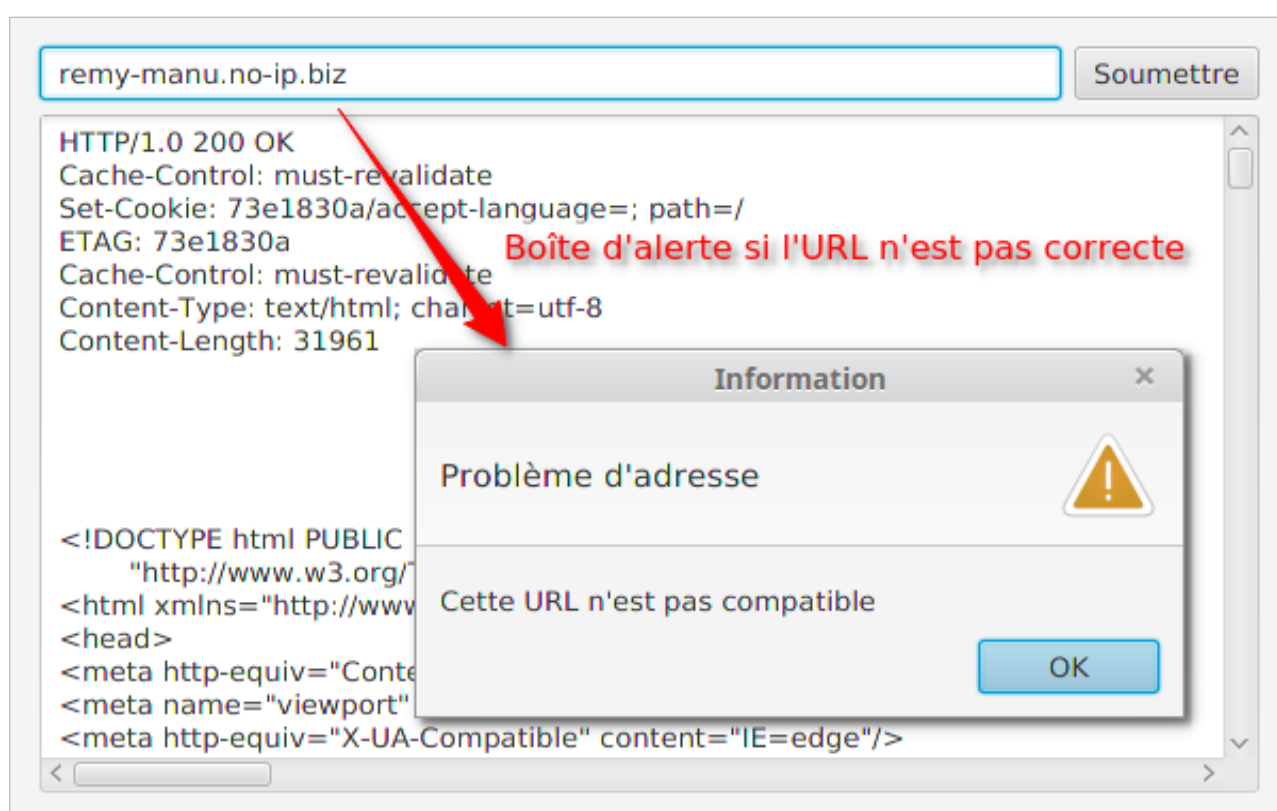 remy-manu.no-ip.biz
Soumettre
HTTP/1.0 200 OK
Cache-Control: must-revalidate
Set-Cookie: 73e1830a/accept-language=; path=/
ETAG: 73e1830a
Boîte d'alerte si l'URL n'est pas correcte
Cache-Control: must-revalidate
Content-Type: text/html; charset=utf-8
Content-Length: 31961
Information
Problème d'adresse
Cette URL n'est pas compatible
OK
<!DOCTYPE html PUBLIC
"http://www.w3.org/
<html xmlns="http://www
<head>
<meta http-equiv="Conte
<meta name="viewport"
<meta http-equiv="X-UA-Compatible" content="IE=edge"/>